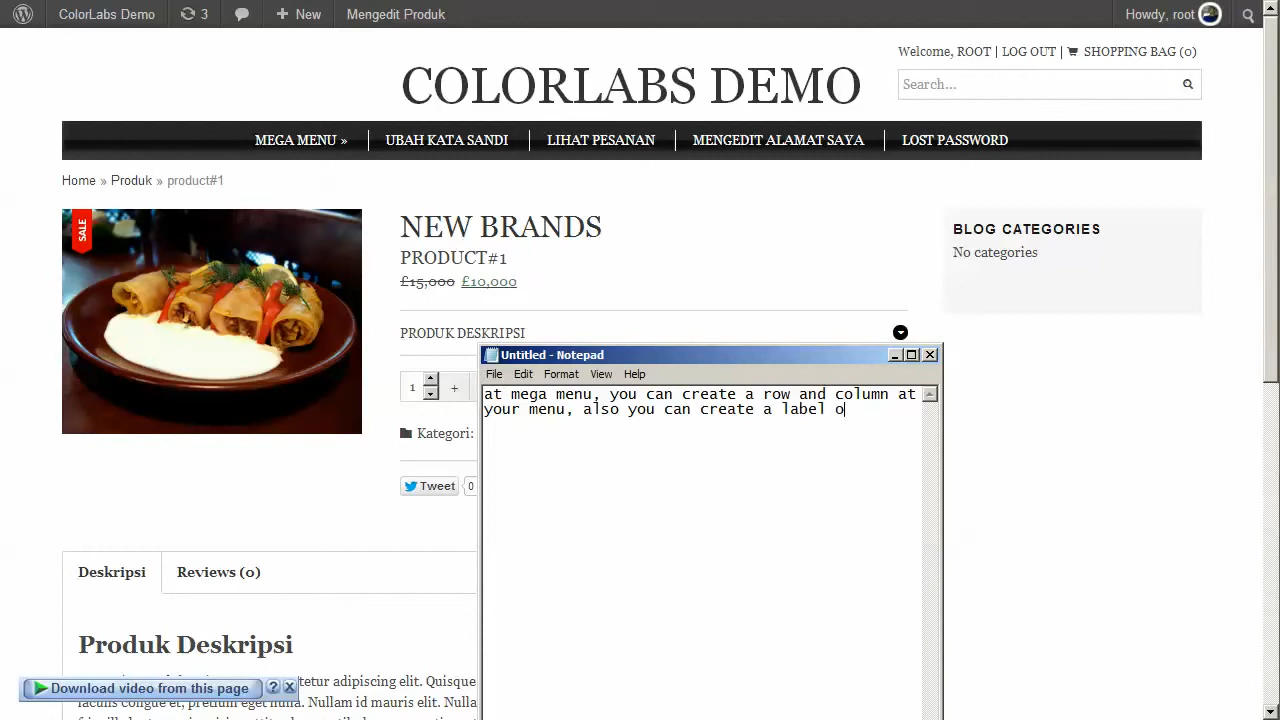 ColorLabs Demo 3 New Mengedit Produk Howdy, root
Welcome, ROOT | LOG OUT | SHOPPING BAG (0)
COLORLABS DEMO
Search...
MEGA MENU » UBAH KATA SANDI LIHAT PESANAN MENGEDIT ALAMAT SAYA LOST PASSWORD
Home » Produk » product#1
SALE
NEW BRANDS
PRODUCT#1
£15,000 £10,000
PRODUK DESKRIPSI
BLOG CATEGORIES
No categories
Untitled - Notepad
File Edit Format View Help
at mega menu, you can create a row and column at
your menu, also you can create a label o
1 +
Kategori:
Tweet 0
Deskripsi Reviews (0)
Produk Deskripsi
tetur adipiscing elit. Quisque
Download video from this page ?
iaculis congue et, pretium eget nulla. Nullam id mauris elit. Nulla